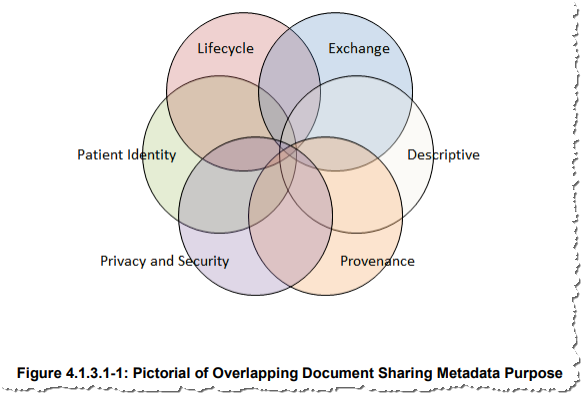 Lifecycle
Exchange
Patient Identity
Descriptive
Privacy and Security
Provenance
Figure 4.1.3.1-1: Pictorial of Overlapping Document Sharing Metadata Purpose